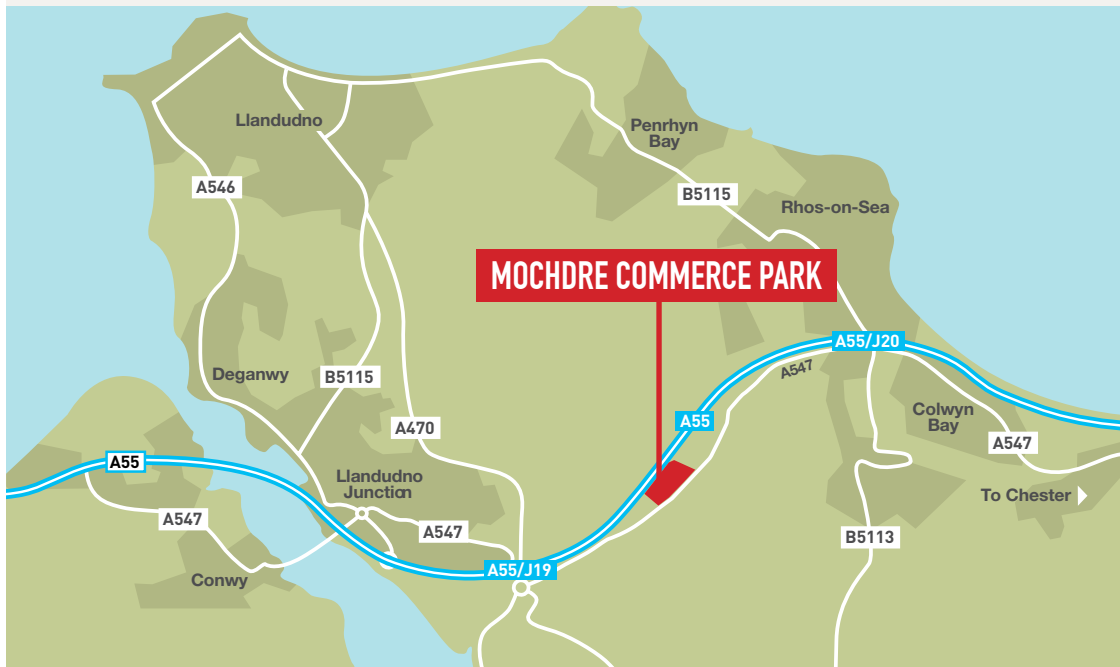 Llandudno
Penrhyn
Bay
A546
B5115
Rhos-on-Sea
MOCHDRE COMMERCE PARK
A55/J20
A547
Deganwy
B5115
A470
A55
Colwyn
Bay
A547
A55
Llandudno
Junction
To Chester
A547
A547
B5113
A55/J19
Conwy